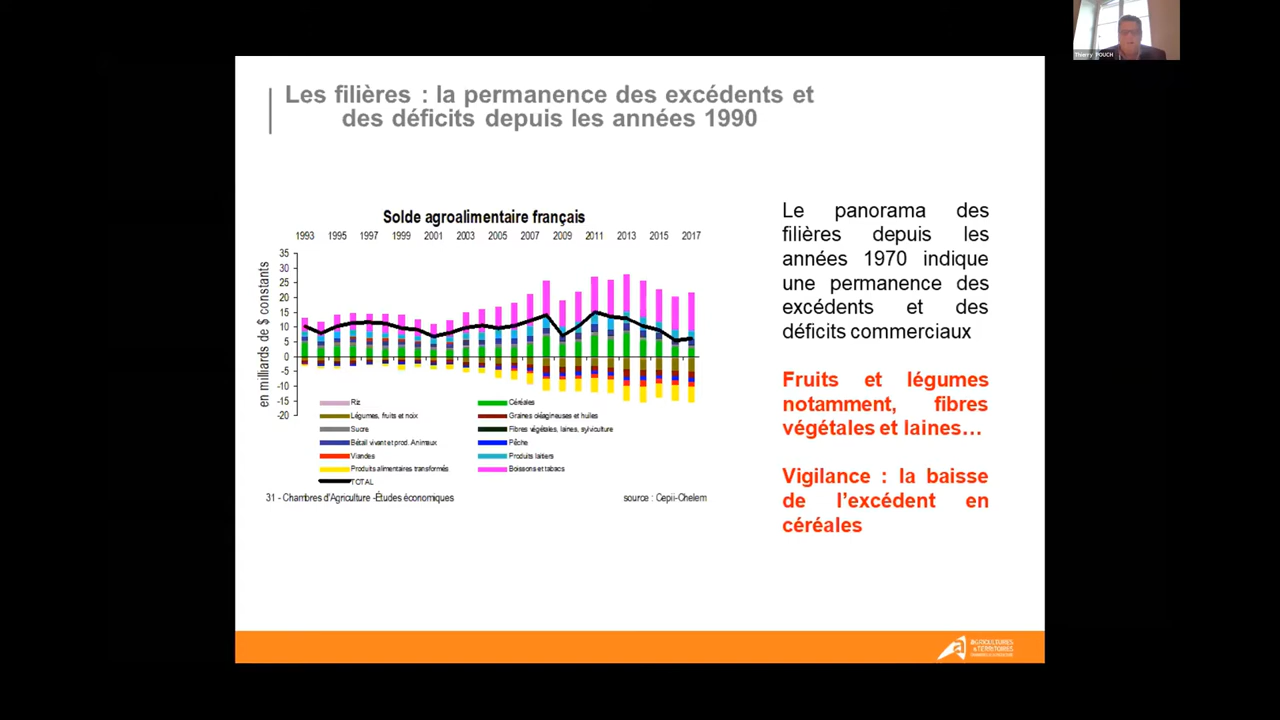 Thierry POUCH
Les filières : la permanence des excédents et
des déficits depuis les années 1990
Solde agroalimentaire français
1993 1995 1997 1999 2001 2003 2005 2007 2009 2011 2013 2015 2017
en milliards de $ constants
35
30
25
20
15
10
5
0
-5
-10
-15
-20
Riz
Céréales
Légumes, fruits et noix
Graines oléagineuses et huiles
Sucre
Fibres végétales, laines, sylviculture
Bétail vivant et prod. Animaux
Pêche
Viandes
Produits laitiers
Produits alimentaires transformés
Boissons et tabacs
TOTAL
31 - Chambres d'Agriculture -Études économiques
source : Cepii-Chelem
Le panorama des
filières depuis les
années 1970 indique
une permanence des
excédents et des
déficits commerciaux
Fruits et légumes
notamment, fibres
végétales et laines…
Vigilance : la baisse
de l’excédent en
céréales
AGRICULTURES
& TERRITOIRES